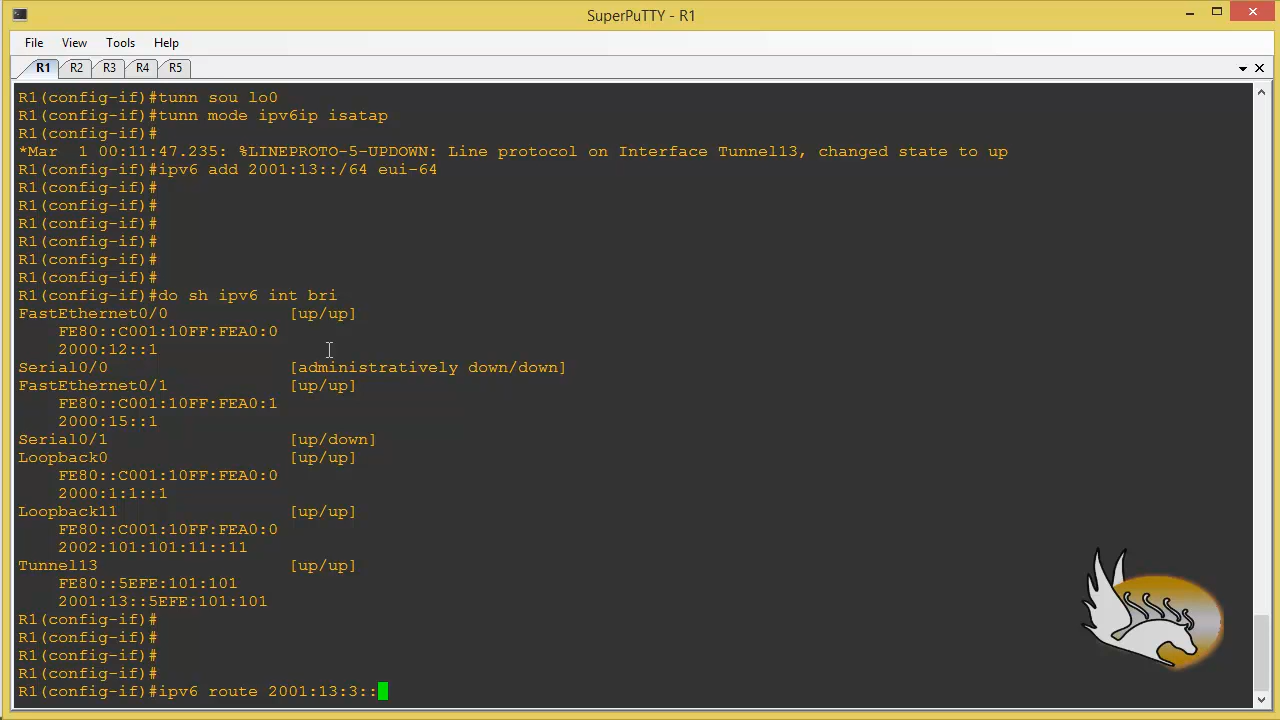 SuperPuTTY - R1
File View Tools Help
R1 R2 R3 R4 R5
R1(config-if)#tunn sou lo0
R1(config-if)#tunn mode ipv6ip isatap
R1(config-if)#
*Mar  1 00:11:47.235: %LINEPROTO-5-UPDOWN: Line protocol on Interface Tunnel13, changed state to up
R1(config-if)#ipv6 add 2001:13::/64 eui-64
R1(config-if)#
R1(config-if)#
R1(config-if)#
R1(config-if)#
R1(config-if)#
R1(config-if)#
R1(config-if)#do sh ipv6 int bri
FastEthernet0/0            [up/up]
    FE80::C001:10FF:FEA0:0
    2000:12::1
Serial0/0                  [administratively down/down]
FastEthernet0/1            [up/up]
    FE80::C001:10FF:FEA0:1
    2000:15::1
Serial0/1                  [up/down]
Loopback0                  [up/up]
    FE80::C001:10FF:FEA0:0
    2000:1:1::1
Loopback11                 [up/up]
    FE80::C001:10FF:FEA0:0
    2002:101:101:11::11
Tunnel13                   [up/up]
    FE80::5EFE:101:101
    2001:13::5EFE:101:101
R1(config-if)#
R1(config-if)#
R1(config-if)#
R1(config-if)#
R1(config-if)#ipv6 route 2001:13:3::